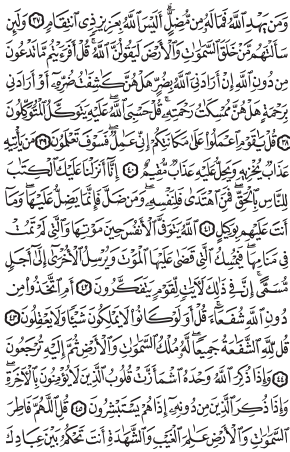 وَمَن يَهْدِ ٱللَّهُ فَمَا لَهُۥ مِن مُّضِلٍّ ۗ أَلَيْسَ ٱللَّهُ بِعَزِيزٍ ذِى ٱنتِقَامٍ ﴿٣٧﴾ وَلَئِن
سَأَلْتَهُم مَّنْ خَلَقَ ٱلسَّمَٰوَٰتِ وَٱلْأَرْضَ لَيَقُولُنَّ ٱللَّهُ ۚ قُلْ أَفَرَءَيْتُم مَّا تَدْعُونَ
مِن دُونِ ٱللَّهِ إِنْ أَرَادَنِىَ ٱللَّهُ بِضُرٍّ هَلْ هُنَّ كَٰشِفَٰتُ ضُرِّهِۦٓ أَوْ أَرَادَنِى
بِرَحْمَةٍ هَلْ هُنَّ مُمْسِكَٰتُ رَحْمَتِهِۦ ۚ قُلْ حَسْبِىَ ٱللَّهُ ۖ عَلَيْهِ يَتَوَكَّلُ ٱلْمُتَوَكِّلُونَ
﴿٣٨﴾ قُلْ يَٰقَوْمِ ٱعْمَلُوا۟ عَلَىٰ مَكَانَتِكُمْ إِنِّى عَٰمِلٌ ۖ فَسَوْفَ تَعْلَمُونَ ﴿٣٩﴾ مَن يَأْتِيهِ
عَذَابٌ يُخْزِيهِ وَيَحِلُّ عَلَيْهِ عَذَابٌ مُّقِيمٌ ﴿٤٠﴾ إِنَّآ أَنزَلْنَا عَلَيْكَ ٱلْكِتَٰبَ
لِلنَّاسِ بِٱلْحَقِّ ۖ فَمَنِ ٱهْتَدَىٰ فَلِنَفْسِهِۦ ۖ وَمَن ضَلَّ فَإِنَّمَا يَضِلُّ عَلَيْهَا ۖ وَمَآ
أَنتَ عَلَيْهِم بِوَكِيلٍ ﴿٤١﴾ ٱللَّهُ يَتَوَفَّى ٱلْأَنفُسَ حِينَ مَوْتِهَا وَٱلَّتِى لَمْ تَمُتْ
فِى مَنَامِهَا ۖ فَيُمْسِكُ ٱلَّتِى قَضَىٰ عَلَيْهَا ٱلْمَوْتَ وَيُرْسِلُ ٱلْأُخْرَىٰٓ إِلَىٰٓ أَجَلٍ
مُّسَمًّى ۚ إِنَّ فِى ذَٰلِكَ لَءَايَٰتٍ لِّقَوْمٍ يَتَفَكَّرُونَ ﴿٤٢﴾ أَمِ ٱتَّخَذُوا۟ مِن
دُونِ ٱللَّهِ شُفَعَآءَ ۚ قُلْ أَوَلَوْ كَانُوا۟ لَا يَمْلِكُونَ شَيْـًٔا وَلَا يَعْقِلُونَ ﴿٤٣﴾
قُل لِّلَّهِ ٱلشَّفَٰعَةُ جَمِيعًا ۖ لَّهُۥ مُلْكُ ٱلسَّمَٰوَٰتِ وَٱلْأَرْضِ ۖ ثُمَّ إِلَيْهِ تُرْجَعُونَ
﴿٤٤﴾ وَإِذَا ذُكِرَ ٱللَّهُ وَحْدَهُ ٱشْمَأَزَّتْ قُلُوبُ ٱلَّذِينَ لَا يُؤْمِنُونَ بِٱلْءَاخِرَةِ ۖ
وَإِذَا ذُكِرَ ٱلَّذِينَ مِن دُونِهِۦٓ إِذَا هُمْ يَسْتَبْشِرُونَ ﴿٤٥﴾ قُلِ ٱللَّهُمَّ فَاطِرَ
ٱلسَّمَٰوَٰتِ وَٱلْأَرْضِ عَٰلِمَ ٱلْغَيْبِ وَٱلشَّهَٰدَةِ أَنتَ تَحْكُمُ بَيْنَ عِبَادِكَ